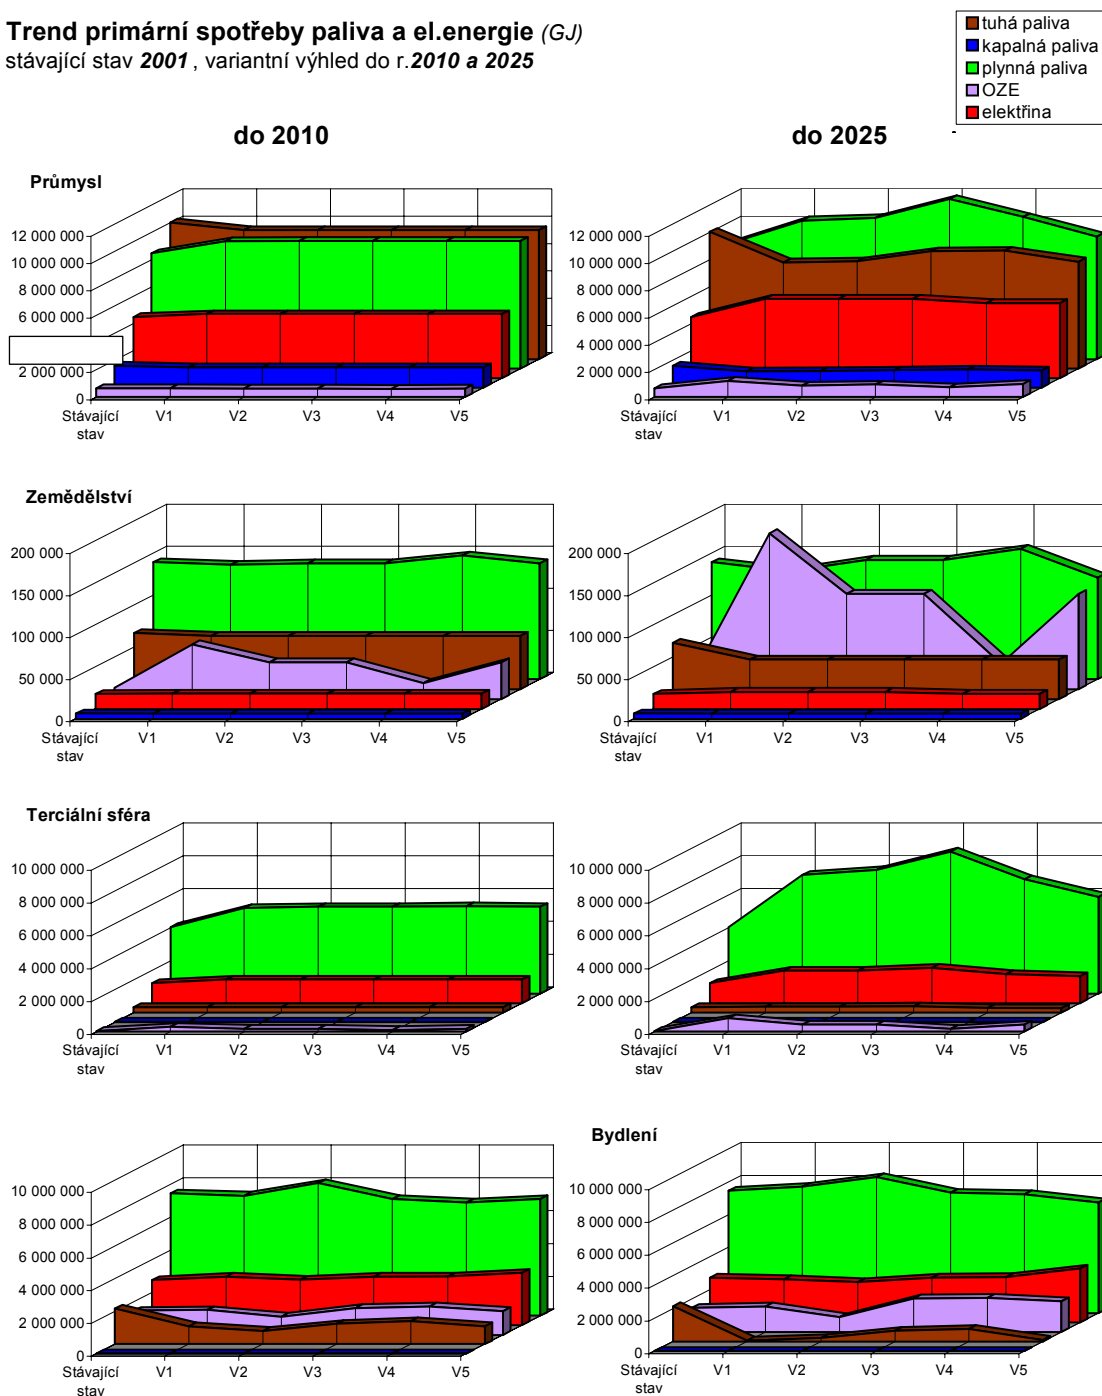 Trend primární spotřeby paliva a el.energie (GJ)
stávající stav 2001 , variantní výhled do r.2010 a 2025
tuhá paliva
kapalná paliva
plynná paliva
OZE
elektřina
do 2010
do 2025
Průmysl
12 000 000
10 000 000
8 000 000
6 000 000
2 000 000
0
Stávající
stav
V1
V2
V3
V4
V5
12 000 000
10 000 000
8 000 000
6 000 000
4 000 000
2 000 000
0
Stávající
stav
V1
V2
V3
V4
V5
Zemědělství
200 000
150 000
100 000
50 000
0
Stávající
stav
V1
V2
V3
V4
V5
200 000
150 000
100 000
50 000
0
Stávající
stav
V1
V2
V3
V4
V5
Terciální sféra
10 000 000
8 000 000
6 000 000
4 000 000
2 000 000
0
Stávající
stav
V1
V2
V3
V4
V5
10 000 000
8 000 000
6 000 000
4 000 000
2 000 000
0
Stávající
stav
V1
V2
V3
V4
V5
Bydlení
10 000 000
8 000 000
6 000 000
4 000 000
2 000 000
0
Stávající
stav
V1
V2
V3
V4
V5
10 000 000
8 000 000
6 000 000
4 000 000
2 000 000
0
Stávající
stav
V1
V2
V3
V4
V5